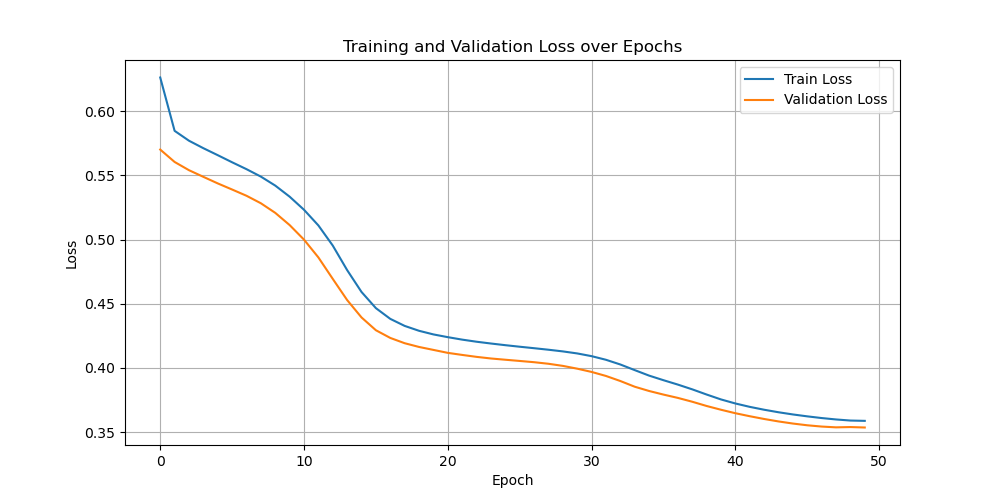 Training and Validation Loss over Epochs
Train Loss
Validation Loss
0.60
0.55
0.50
0.45
0.40
0.35
Loss
0 10 20 30 40 50
Epoch